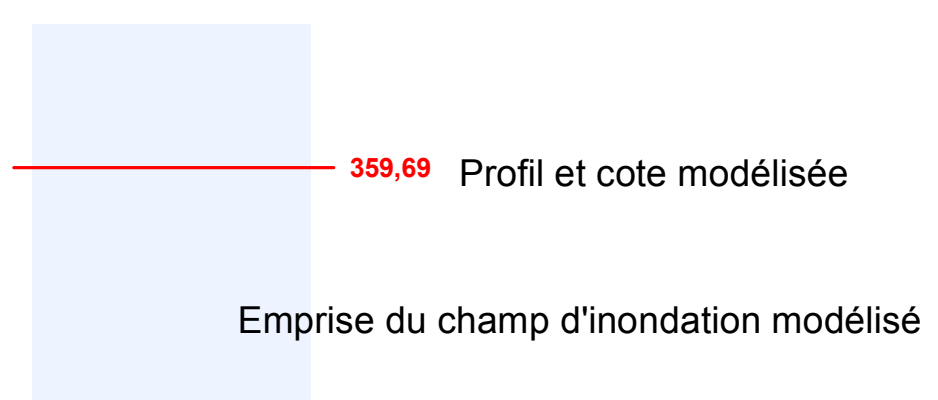 359,69 Profil et cote modélisée
Emprise du champ d'inondation modélisé